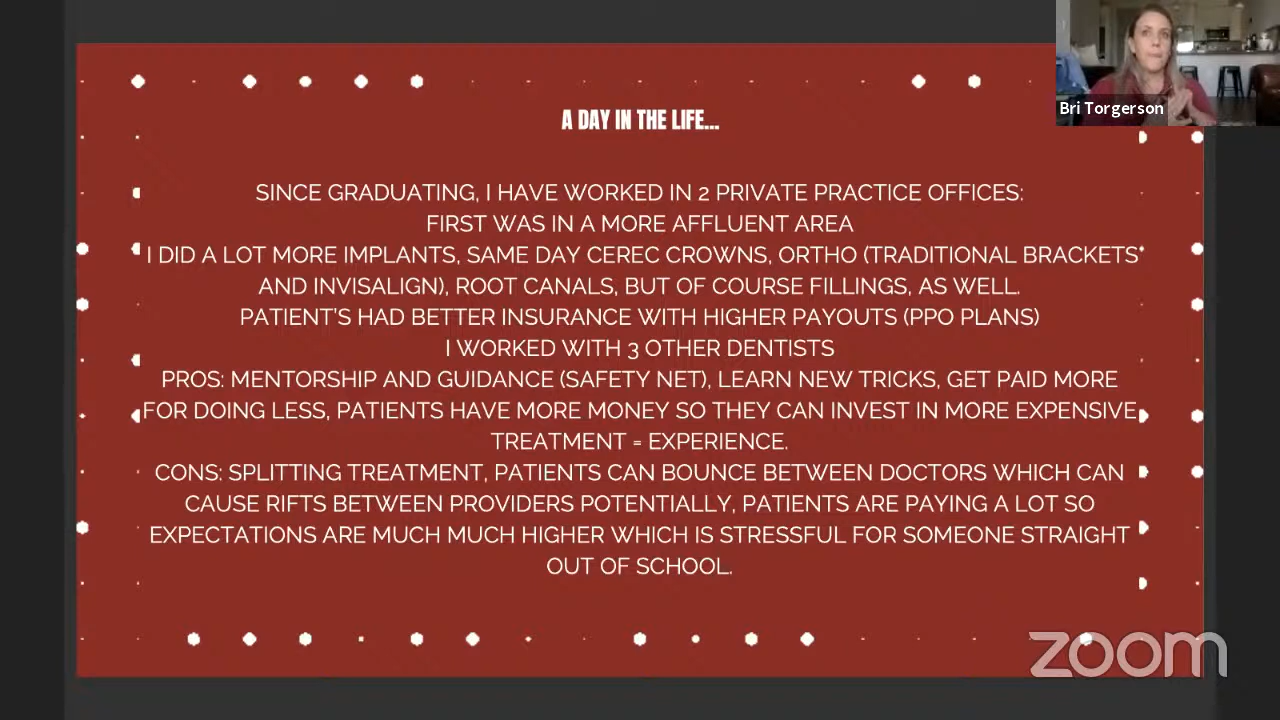 Bri Torgerson
A DAY IN THE LIFE...
SINCE GRADUATING, I HAVE WORKED IN 2 PRIVATE PRACTICE OFFICES:
FIRST WAS IN A MORE AFFLUENT AREA
I DID A LOT MORE IMPLANTS, SAME DAY CEREC CROWNS, ORTHO (TRADITIONAL BRACKETS
AND INVISALIGN), ROOT CANALS, BUT OF COURSE FILLINGS, AS WELL.
PATIENT'S HAD BETTER INSURANCE WITH HIGHER PAYOUTS (PPO PLANS)
I WORKED WITH 3 OTHER DENTISTS
PROS: MENTORSHIP AND GUIDANCE (SAFETY NET), LEARN NEW TRICKS, GET PAID MORE
FOR DOING LESS, PATIENTS HAVE MORE MONEY SO THEY CAN INVEST IN MORE EXPENSIVE
TREATMENT = EXPERIENCE.
CONS: SPLITTING TREATMENT, PATIENTS CAN BOUNCE BETWEEN DOCTORS WHICH CAN
CAUSE RIFTS BETWEEN PROVIDERS POTENTIALLY, PATIENTS ARE PAYING A LOT SO
EXPECTATIONS ARE MUCH MUCH HIGHER WHICH IS STRESSFUL FOR SOMEONE STRAIGHT
OUT OF SCHOOL.
zoom